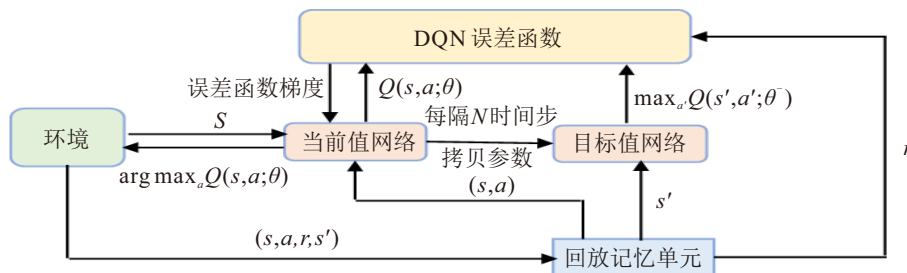 DQN 误差函数
误差函数梯度
Q(s,a;θ)
max_{a'}Q(s′,a′;θ⁻)
每隔N时间步
环境
S
当前值网络
目标值网络
arg max_a Q(s,a;θ)
拷贝参数
(s,a)
s′
(s,a,r,s′)
回放记忆单元